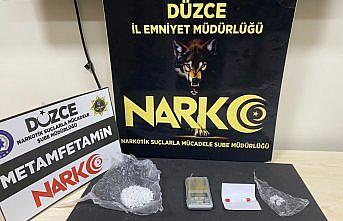 DÜZCE
İL EMNİYET MÜDÜRLÜĞÜ
NARKO
NARKOTİK SUÇLARLA MÜCADELE ŞUBE MÜDÜRLÜĞÜ
DÜZCE
NARKOTİK SUÇLARLA MÜCADELE
ŞUBE MÜDÜRLÜĞÜ
METAMFETAMİN
NARKO